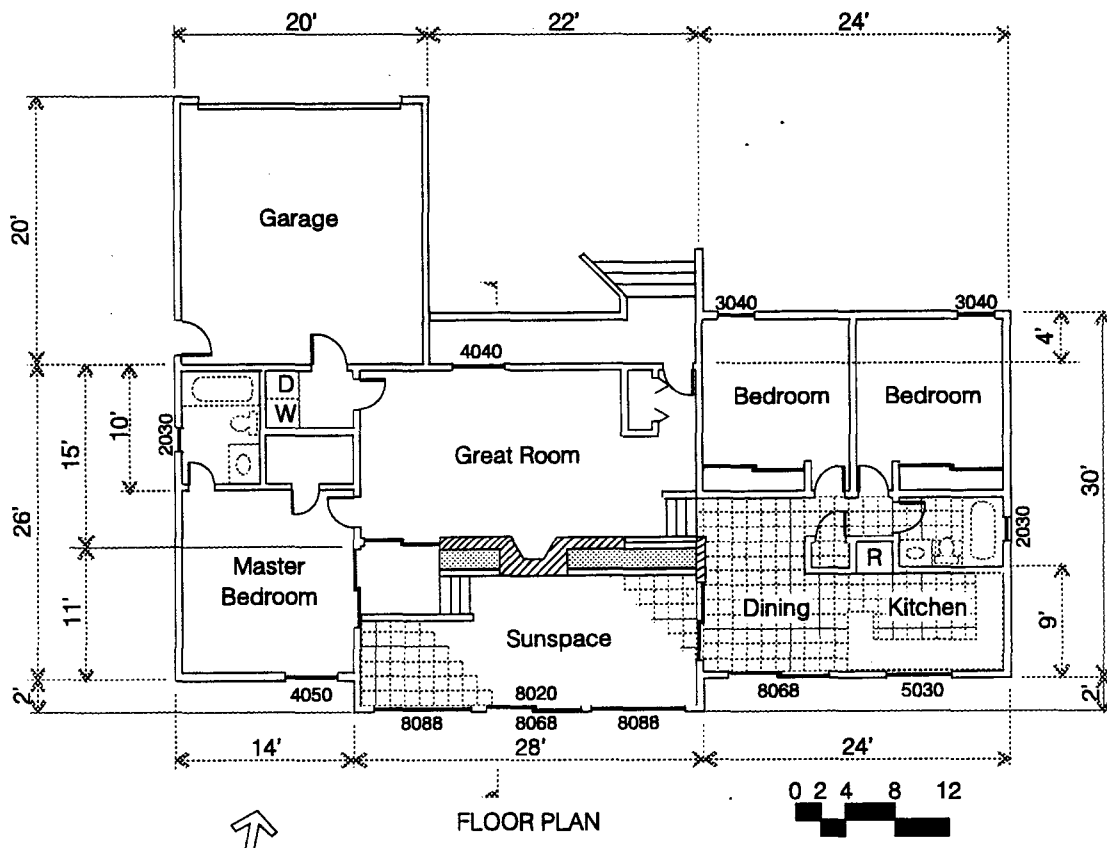 20'
22'
24'
20'
Garage
3040
3040
4'
4040
D
W
Bedroom
Bedroom
10'
2030
15'
Great Room
30'
26'
2030
Master
Bedroom
R
11'
Dining
Kitchen
9'
Sunspace
2'
4050
8020
8068
5030
2'
8088
8068
8088
14'
28'
24'
0 2 4 8 12
FLOOR PLAN